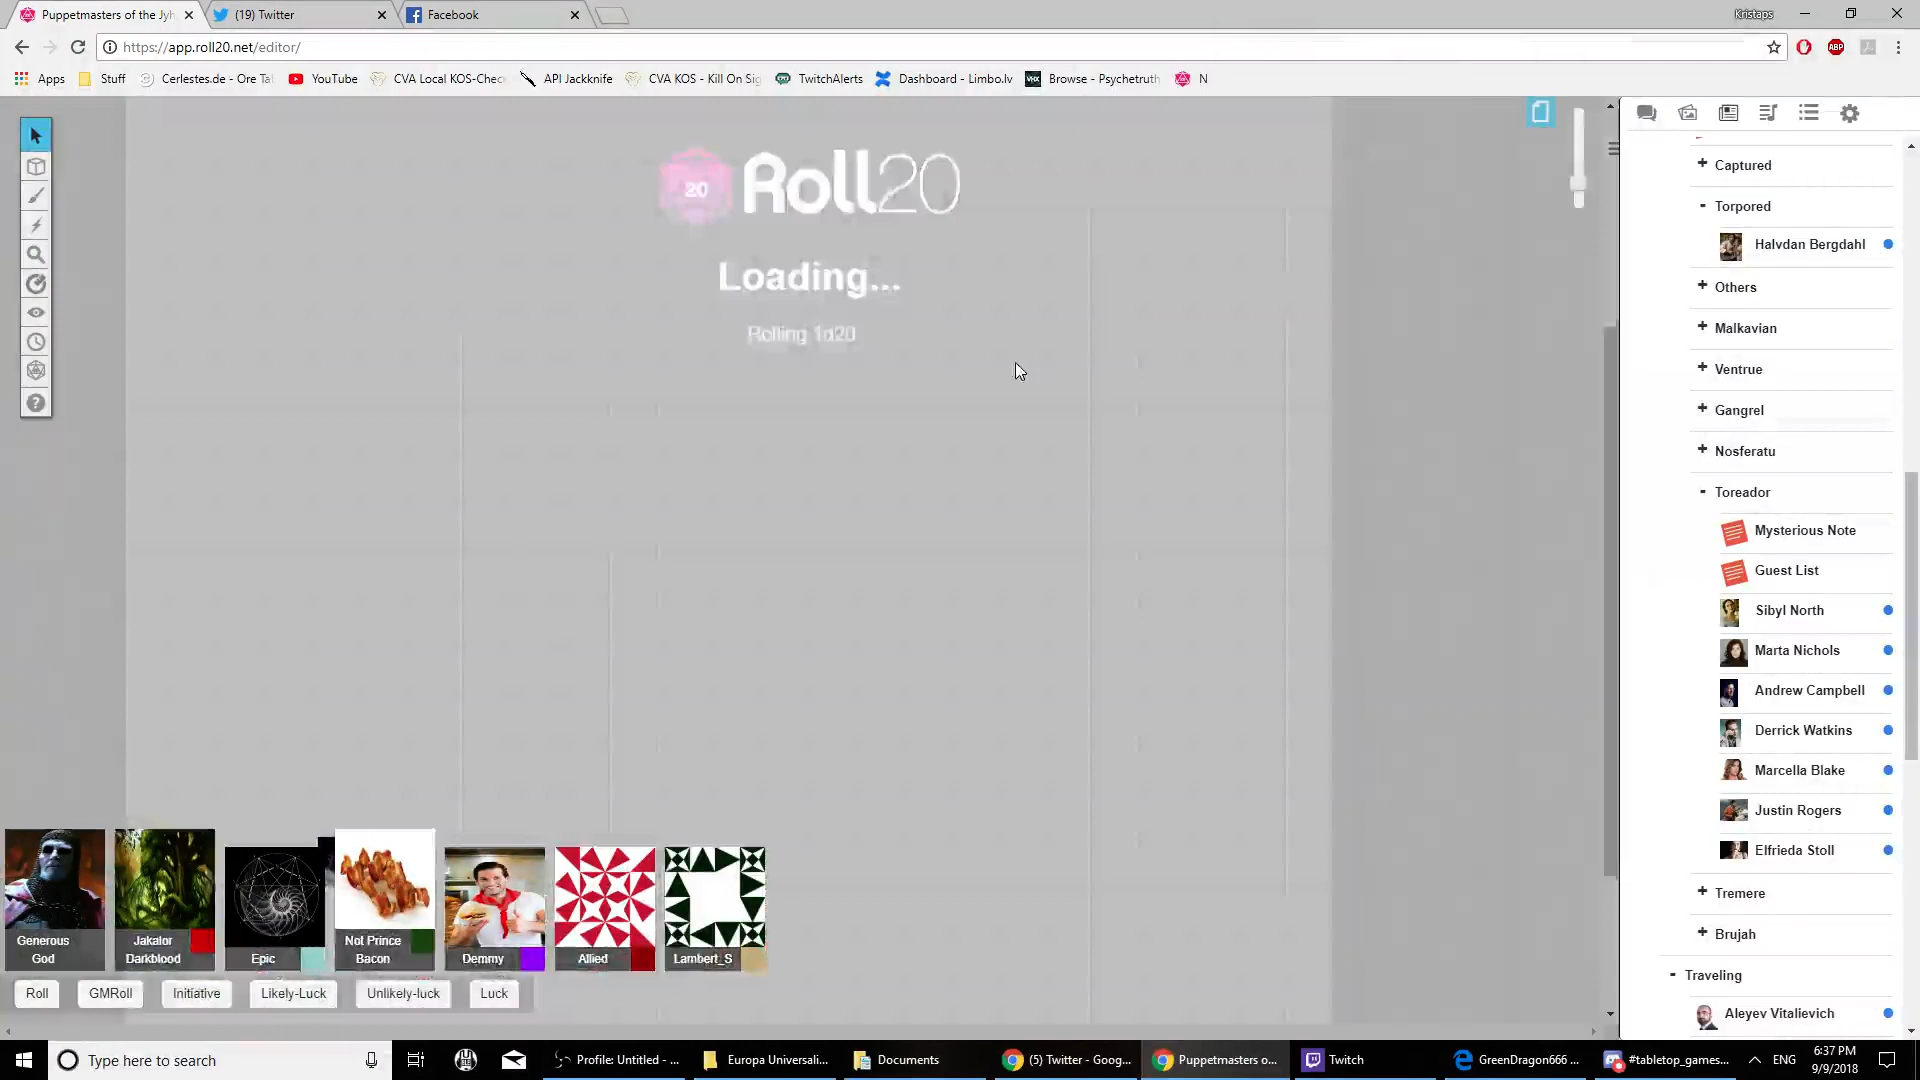 Puppetmasters of the Jyh
(19) Twitter
Facebook
Kristaps
https://app.roll20.net/editor/
ABP
Apps
Stuff
Cerlestes.de - Ore Tal
YouTube
CVA Local KOS-Chec
API Jackknife
CVA KOS - Kill On Sig
TwitchAlerts
Dashboard - Limbo.lv
VHX
Browse - Psychetruth
N
20
Roll20
Loading...
Rolling 1d20
Captured
Torpored
Halvdan Bergdahl
Others
Malkavian
Ventrue
Gangrel
Nosferatu
Toreador
Mysterious Note
Guest List
Sibyl North
Marta Nichols
Andrew Campbell
Derrick Watkins
Marcella Blake
Justin Rogers
Elfrieda Stoll
Tremere
Brujah
Traveling
Aleyev Vitalievich
Generous God
Jakalor Darkblood
Epic
Not Prince Bacon
Demmy
Allied
Lambert_S
Roll
GMRoll
Initiative
Likely-Luck
Unlikely-luck
Luck
Type here to search
Profile: Untitled - ...
Europa Universali...
Documents
(5) Twitter - Goog...
Puppetmasters o...
Twitch
GreenDragon666 ...
#tabletop_games...
ENG
6:37 PM
9/9/2018